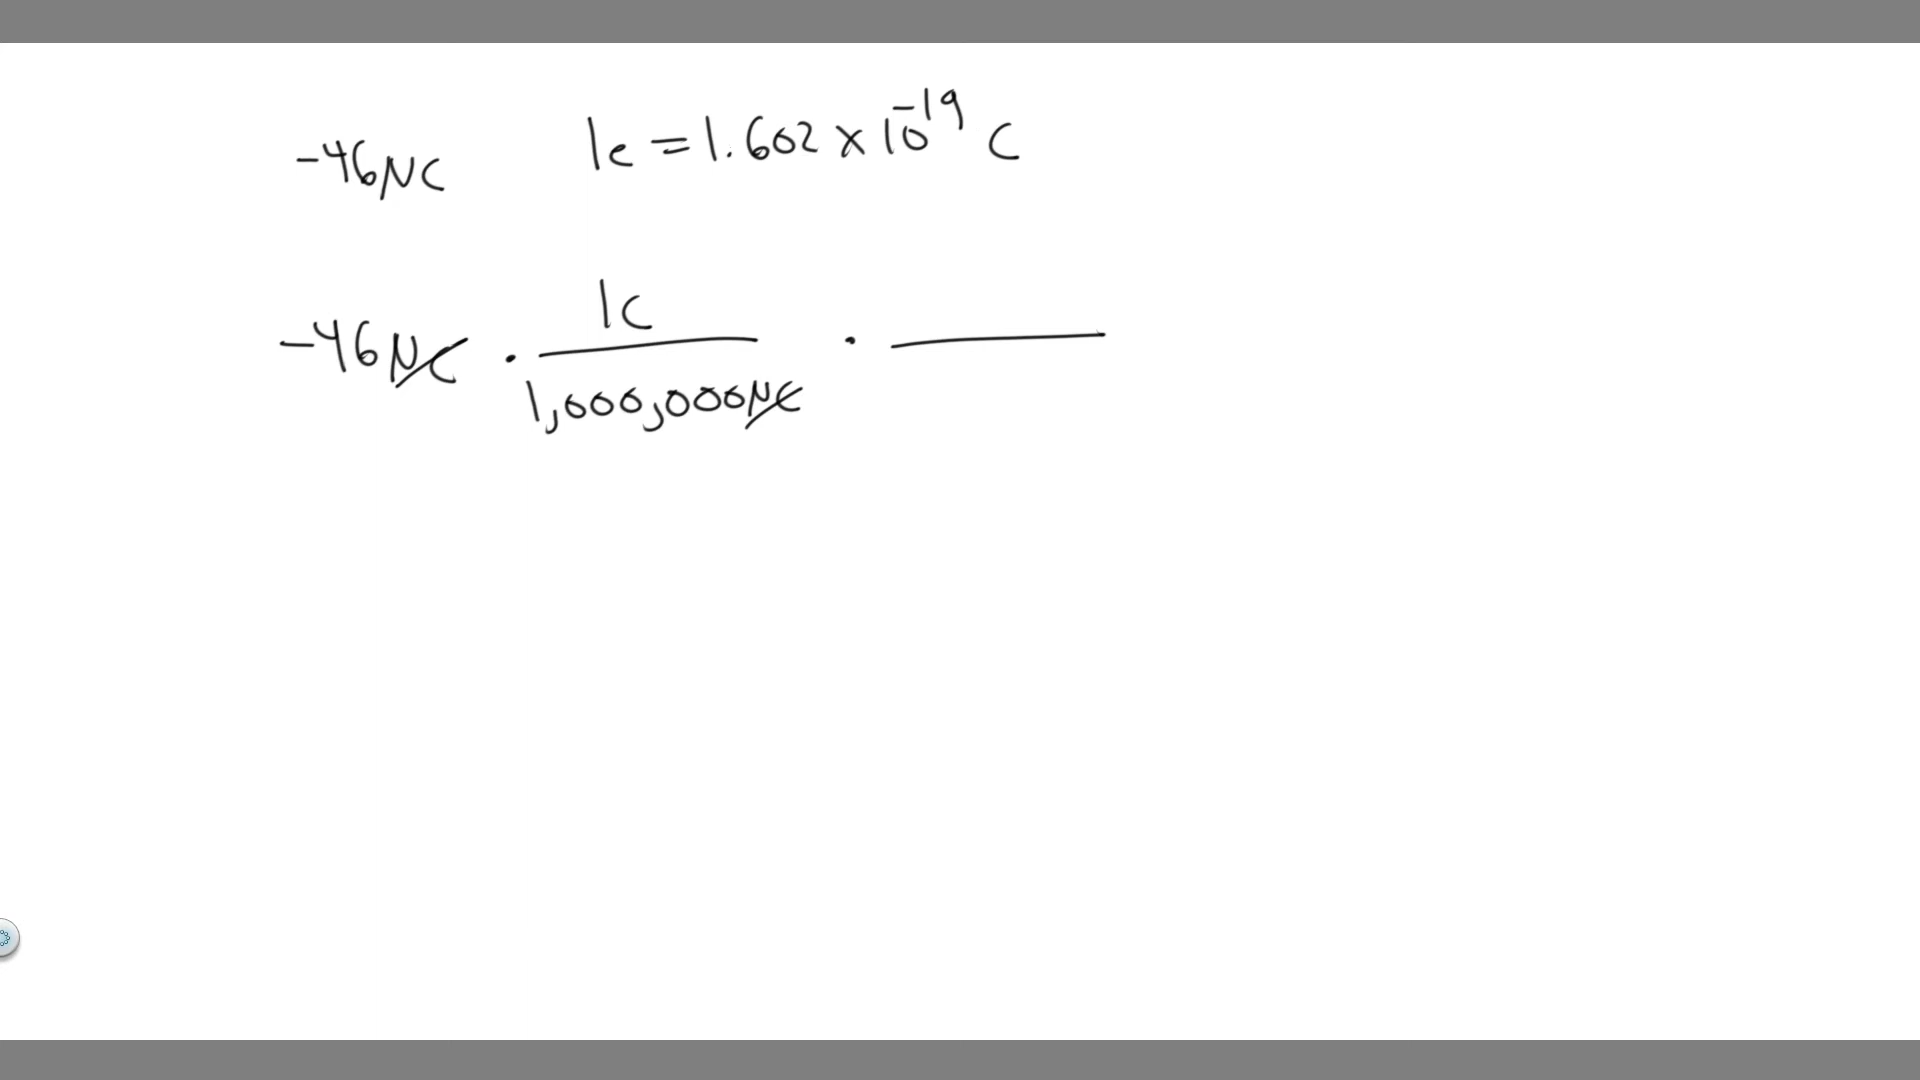 -46μC 1e = 1.602 x 10^-19 C
-46μC · 1C / 1,000,000μC ·